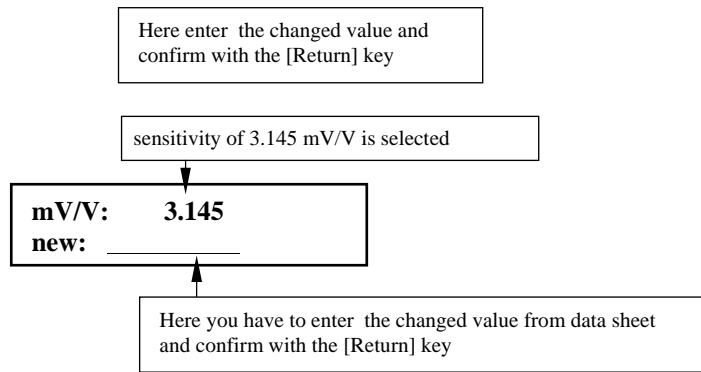 Here enter the changed value and
confirm with the [Return] key
sensitivity of 3.145 mV/V is selected
mV/V: 3.145
new:
Here you have to enter the changed value from data sheet
and confirm with the [Return] key